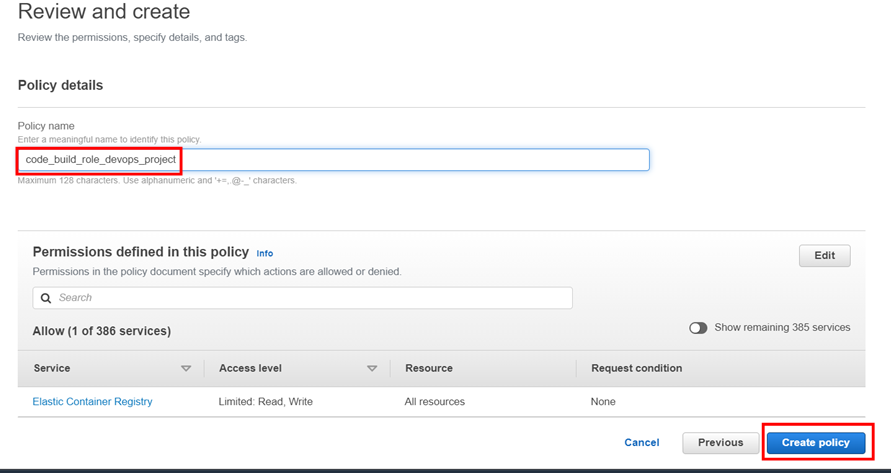 Review and create
Review the permissions, specify details, and tags.
Policy details
Policy name
Enter a meaningful name to identify this policy.
code_build_role_devops_project
Maximum 128 characters. Use alphanumeric and '+=,.@-_' characters.
Permissions defined in this policy Info
Edit
Permissions in the policy document specify which actions are allowed or denied.
Search
Allow (1 of 386 services)
Show remaining 385 services
Service Access level Resource Request condition
Elastic Container Registry Limited: Read, Write All resources None
Cancel Previous Create policy